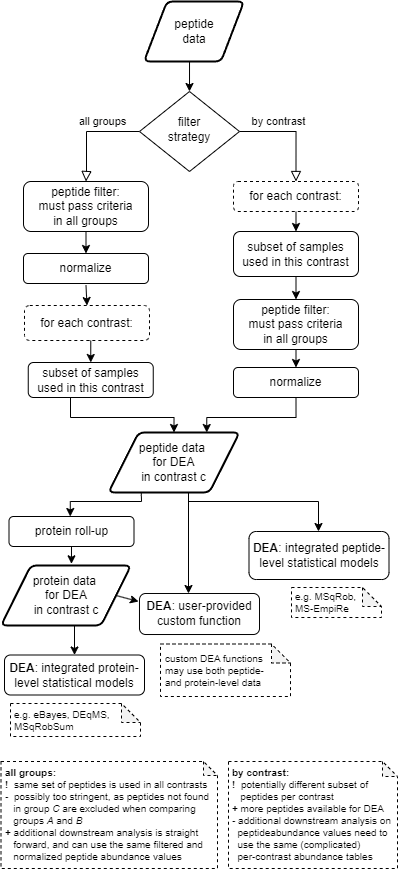 peptide
data
filter
strategy
all groups
by contrast
peptide filter:
must pass criteria
in all groups
normalize
for each contrast:
subset of samples
used in this contrast
for each contrast:
subset of samples
used in this contrast
peptide filter:
must pass criteria
in all groups
normalize
peptide data
for DEA
in contrast c
protein roll-up
protein data
for DEA
in contrast c
DEA: integrated protein-
level statistical models
e.g. eBayes, DEqMS,
MSqRobSum
DEA: user-provided
custom function
custom DEA functions
may use both peptide-
and protein-level data
DEA: integrated peptide-
level statistical models
e.g. MSqRob,
MS-EmpiRe
all groups:
! same set of peptides is used in all contrasts
- possibly too stringent, as peptides not found
in group C are excluded when comparing
groups A and B
+ additional downstream analysis is straight
forward, and can use the same filtered and
normalized peptide abundance values
by contrast:
! potentially different subset of
peptides per contrast
+ more peptides available for DEA
- additional downstream analysis on
peptideabundance values need to
use the same (complicated)
per-contrast abundance tables